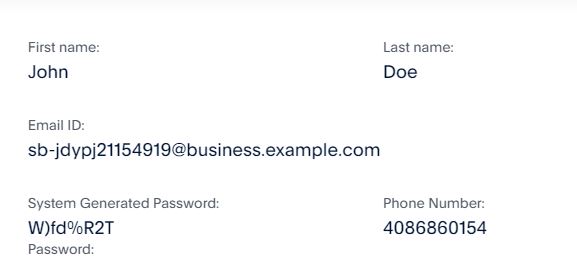 First name:
Last name:
John
Doe
Email ID:
sb-jdypj21154919@business.example.com
System Generated Password:
Phone Number:
W)fd%R2T
4086860154
Password: